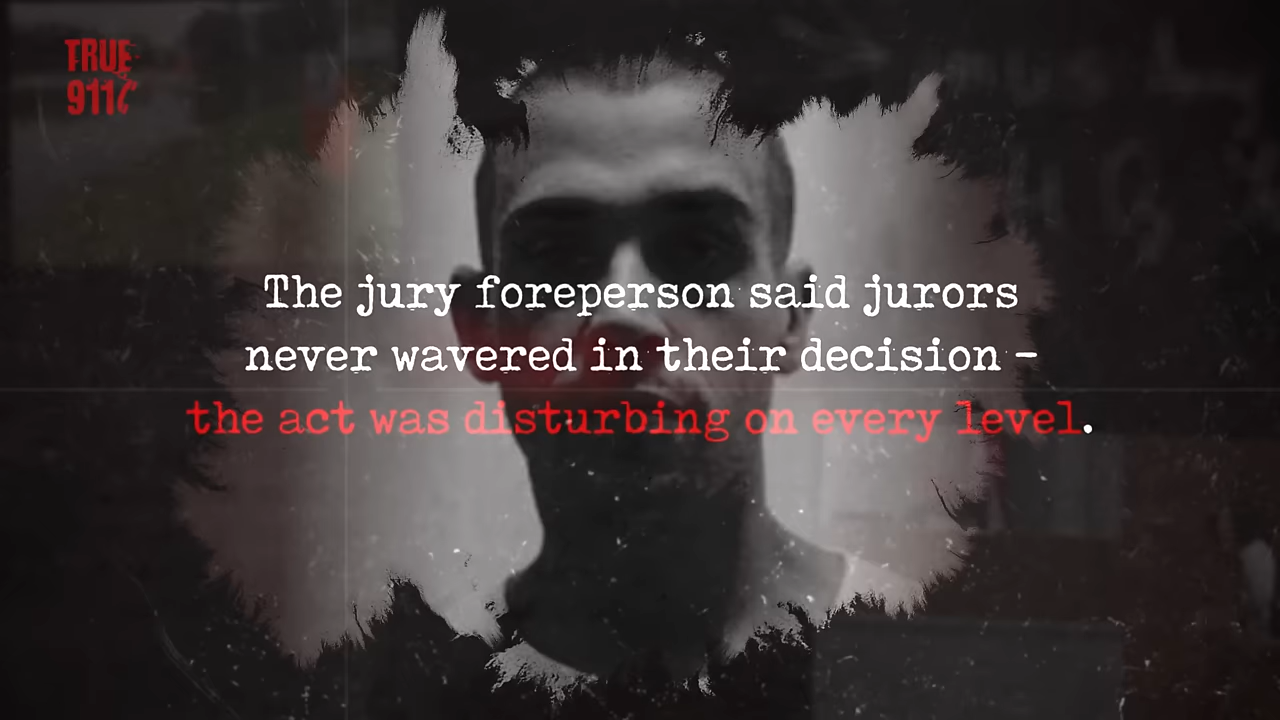 TRUE
911
The jury foreperson said jurors
never wavered in their decision –
the act was disturbing on every level.